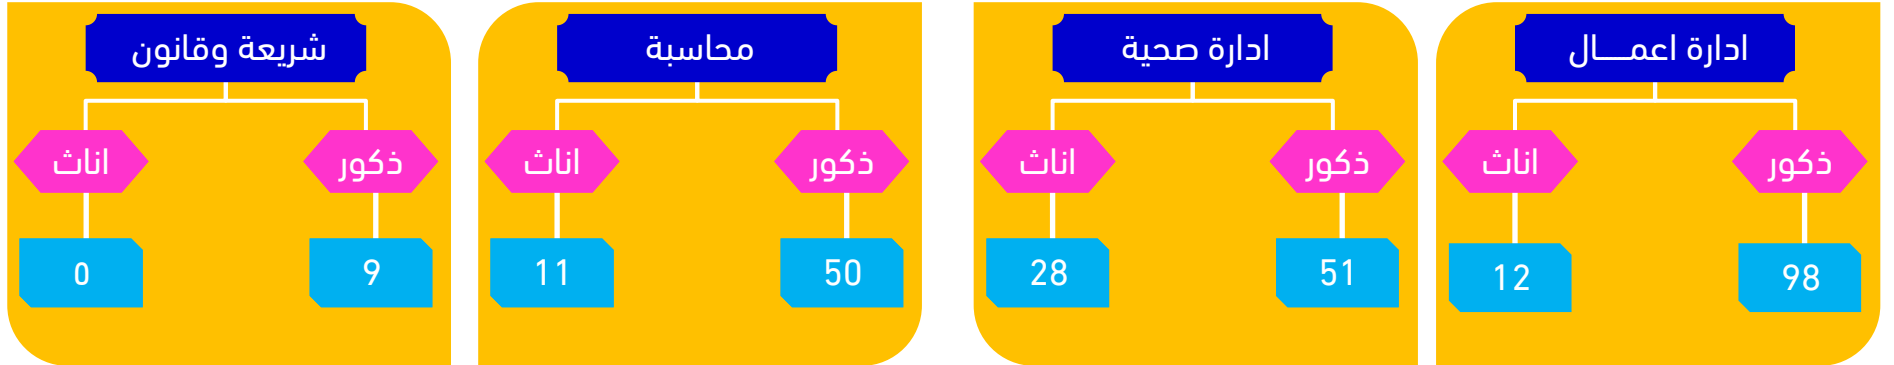 ادارة اعمــــال
ذكور
اناث
98
12
ادارة صحية
ذكور
اناث
51
28
محاسبة
ذكور
اناث
50
11
شريعة وقانون
ذكور
اناث
9
0